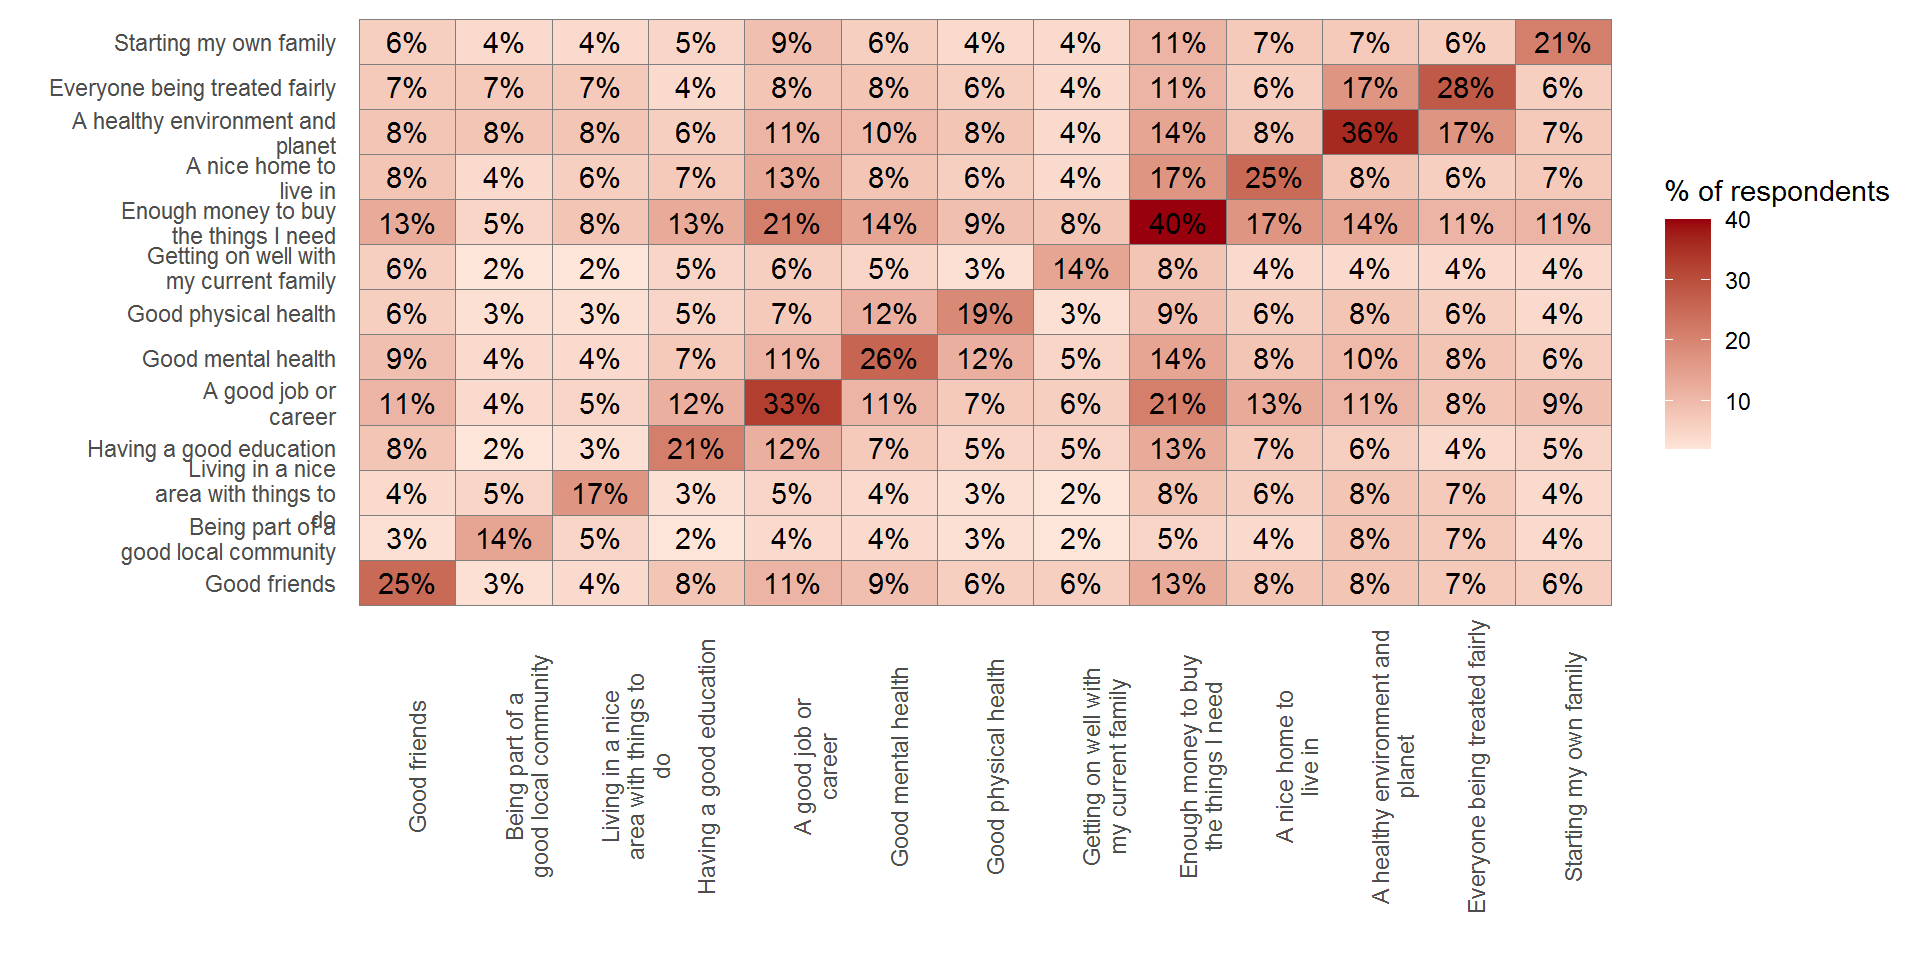 Starting my own family 6% 4% 4% 5% 9% 6% 4% 4% 11% 7% 7% 6% 21%
Everyone being treated fairly 7% 7% 7% 4% 8% 8% 6% 4% 11% 6% 17% 28% 6%
A healthy environment and
planet
8% 8% 8% 6% 11% 10% 8% 4% 14% 8% 36% 17% 7%
A nice home to
live in
8% 4% 6% 7% 13% 8% 6% 4% 17% 25% 8% 6% 7%
Enough money to buy
the things I need
13% 5% 8% 13% 21% 14% 9% 8% 40% 17% 14% 11% 11%
Getting on well with
my current family
6% 2% 2% 5% 6% 5% 3% 14% 8% 4% 4% 4% 4%
Good physical health 6% 3% 3% 5% 7% 12% 19% 3% 9% 6% 8% 6% 4%
Good mental health 9% 4% 4% 7% 11% 26% 12% 5% 14% 8% 10% 8% 6%
A good job or
career
11% 4% 5% 12% 33% 11% 7% 6% 21% 13% 11% 8% 9%
Having a good education 8% 2% 3% 21% 12% 7% 5% 5% 13% 7% 6% 4% 5%
Living in a nice
area with things to
do
4% 5% 17% 3% 5% 4% 3% 2% 8% 6% 8% 7% 4%
Being part of a
good local community
3% 14% 5% 2% 4% 4% 3% 2% 5% 4% 8% 7% 4%
Good friends 25% 3% 4% 8% 11% 9% 6% 6% 13% 8% 8% 7% 6%
Good friends
Being part of a
good local community
Living in a nice
area with things to
do
Having a good education
A good job or
career
Good mental health
Good physical health
Getting on well with
my current family
Enough money to buy
the things I need
A nice home to
live in
A healthy environment and
planet
Everyone being treated fairly
Starting my own family
% of respondents
40
30
20
10